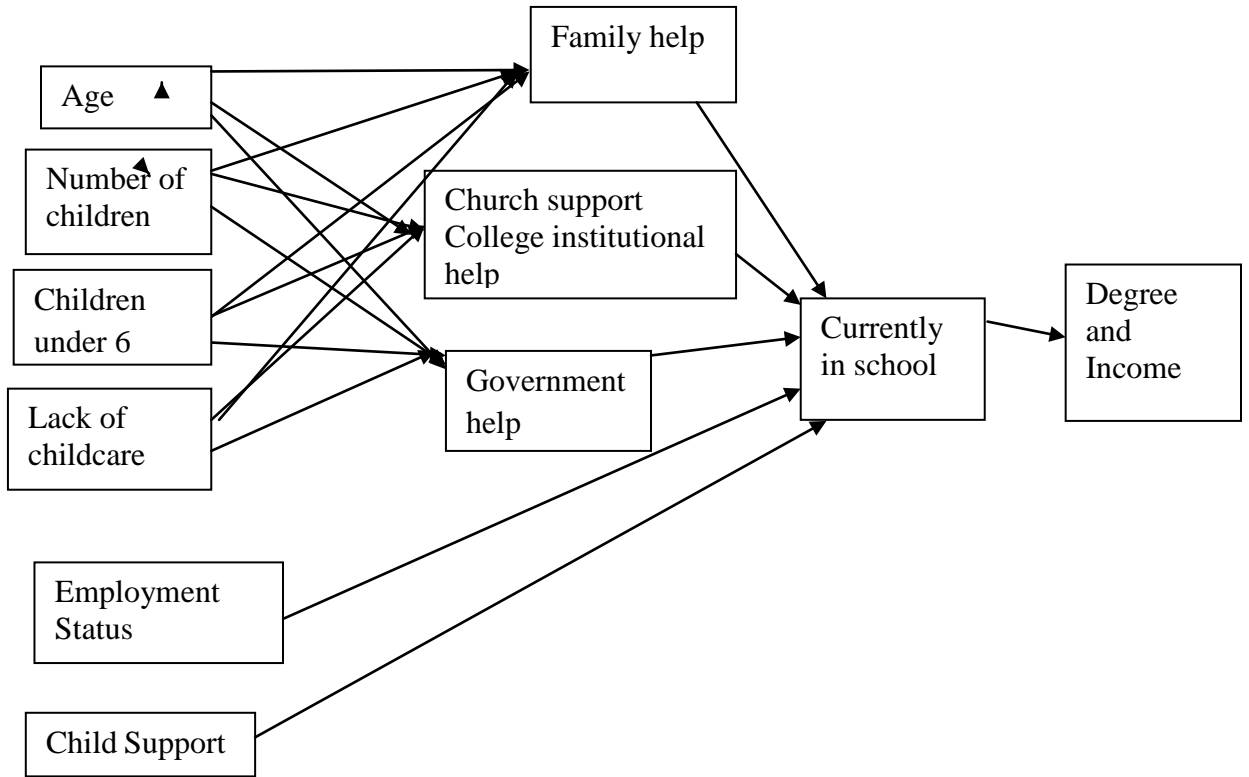 Family help
Age
Number of
children
Church support
College institutional
help
Children
under 6
Currently
in school
Degree
and
Income
Government
help
Lack of
childcare
Employment
Status
Child Support